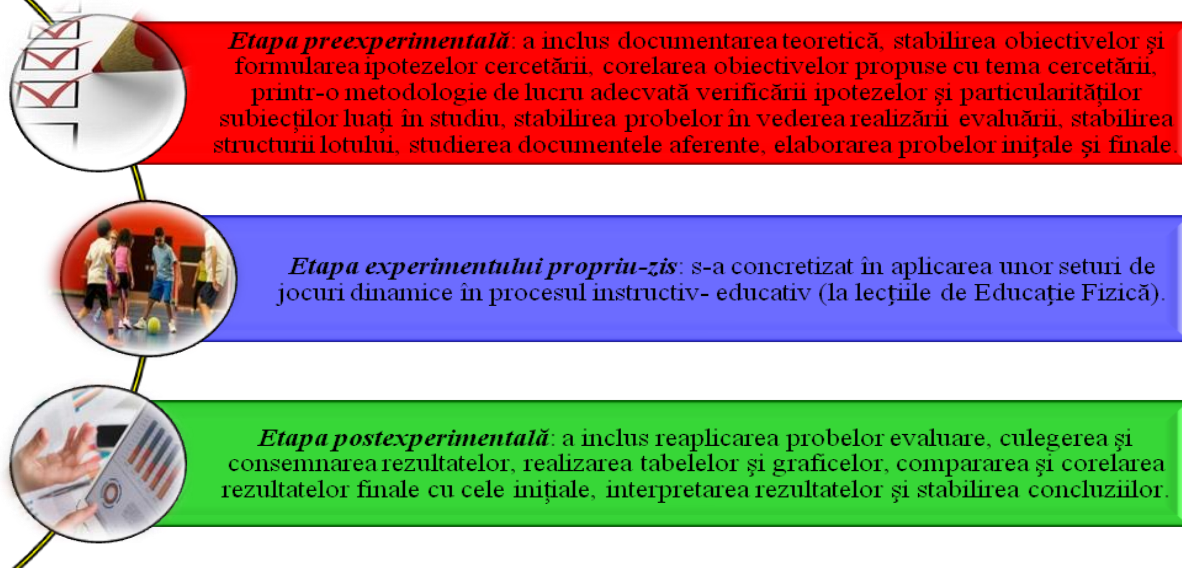 Etapa preexperimentală: a inclus documentarea teoretică, stabilirea obiectivelor şi
formularea ipotezelor cercetării, corelarea obiectivelor propuse cu tema cercetării,
printr-o metodologie de lucru adecvată verificării ipotezelor şi particularităţilor
subiecţilor luaţi în studiu, stabilirea probelor în vederea realizării evaluării, stabilirea
structurii lotului, studierea documentele aferente, elaborarea probelor iniţale şi finale.
Etapa experimentului propriu-zis: s-a concretizat în aplicarea unor seturi de
jocuri dinamice în procesul instructiv- educativ (la lecţiile de Educaţie Fizică).
Etapa postexperimentală: a inclus reaplicarea probelor evaluare, culegerea şi
consemnarea rezultatelor, realizarea tabelelor şi graficelor, compararea şi corelarea
rezultatelor finale cu cele iniţiale, interpretarea rezultatelor şi stabilirea concluziilor.